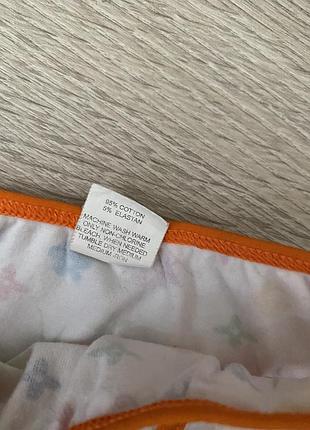 95% COTTON
5% ELASTAN
MACHINE WASH WARM
ONLY NON-CHLORINE
BLEACH, WHEN NEEDED
TUMBLE DRY MEDIUM
MEDIUM IRON